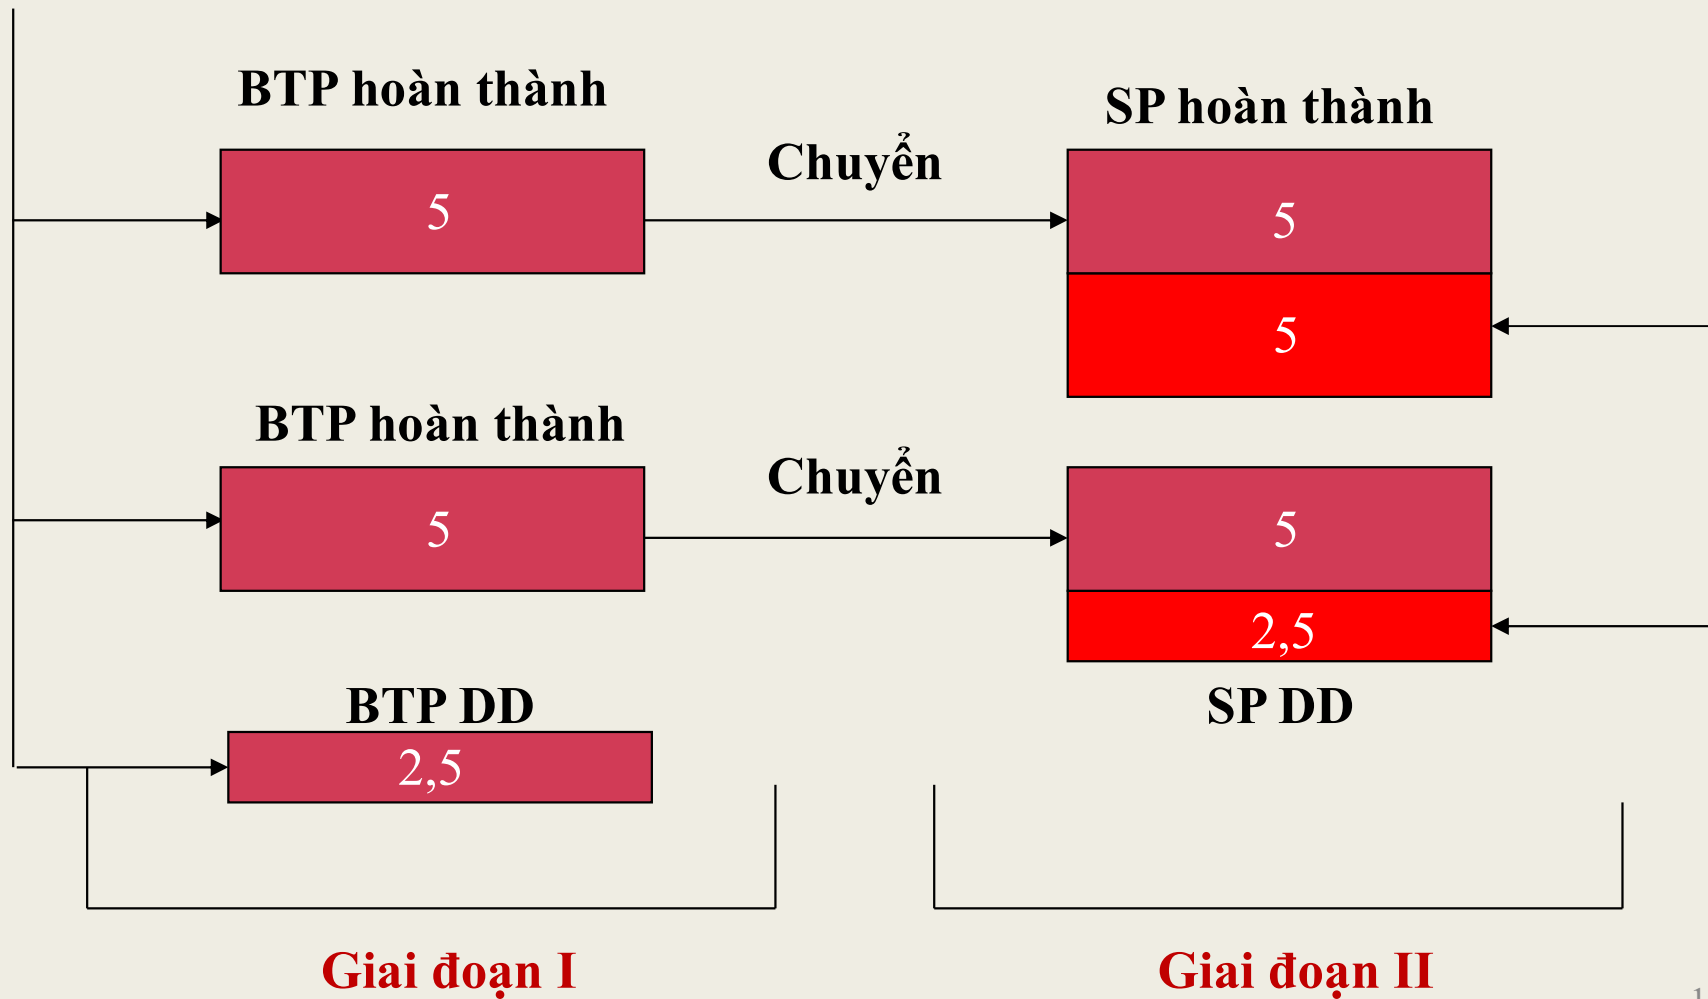 BTP hoàn thành
SP hoàn thành
Chuyển
5
5
5
BTP hoàn thành
Chuyển
5
5
2,5
BTP DD
SP DD
2,5
Giai đoạn I
Giai đoạn II
1